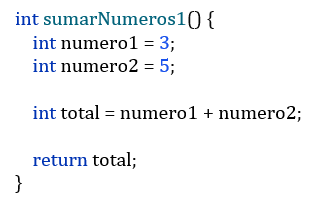 int sumarNumeros1() {
int numero1 = 3;
int numero2 = 5;
int total = numero1 + numero2;
return total;
}